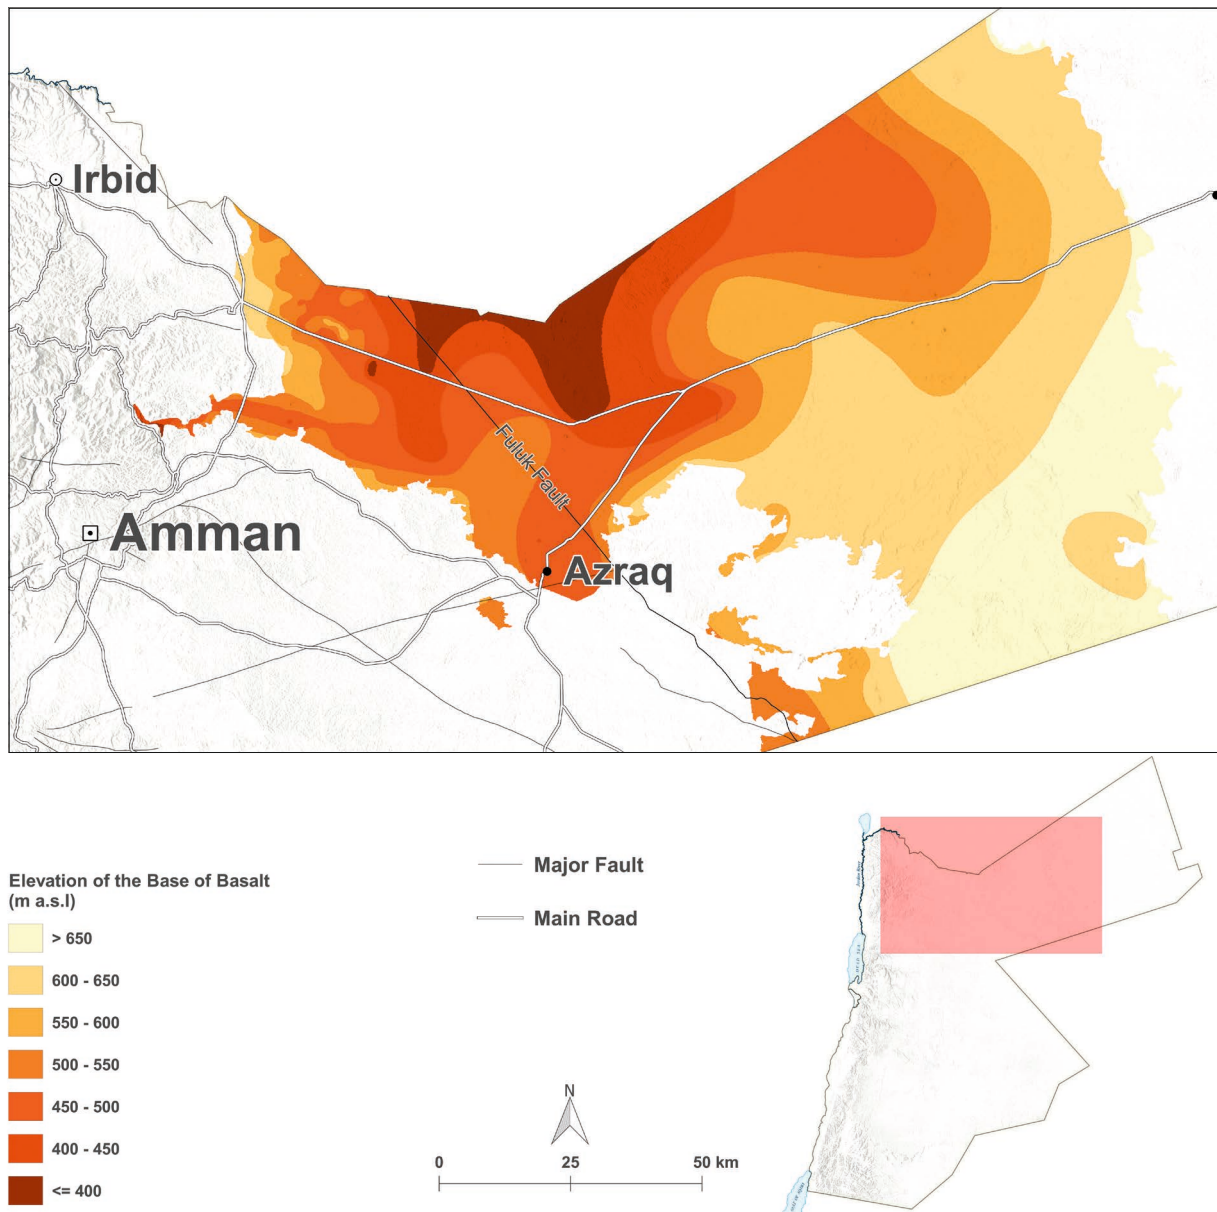 Irbid
Fuluk Fault
Amman
Azraq
Elevation of the Base of Basalt
(m a.s.l)
> 650
600 - 650
550 - 600
500 - 550
450 - 500
400 - 450
<= 400
Major Fault
Main Road
N
0 25 50 km